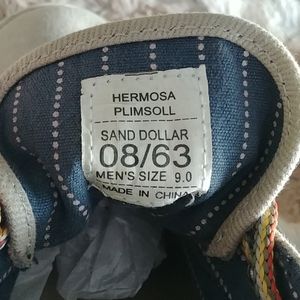 HERMOSA
PLIMSOLL
SAND DOLLAR
08/63
MEN'S SIZE 9.0
MADE IN CHINA